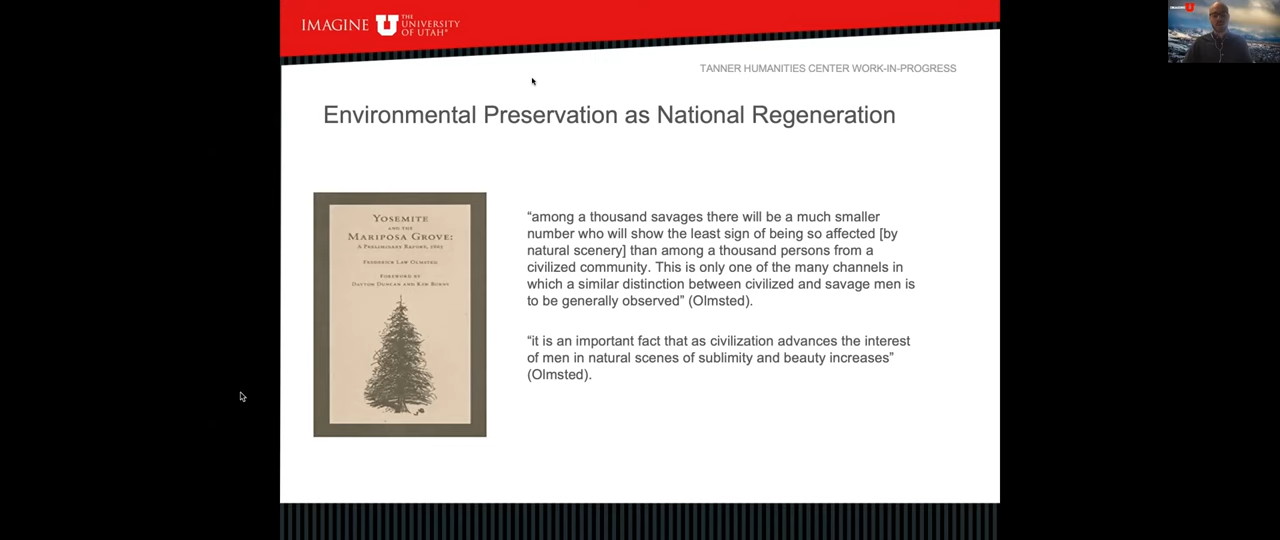 IMAGINE U THE UNIVERSITY OF UTAH®
TANNER HUMANITIES CENTER WORK-IN-PROGRESS
Environmental Preservation as National Regeneration
YOSEMITE
AND THE
MARIPOSA GROVE:
A PRELIMINARY REPORT, 1865
FREDERICK LAW OLMSTED
FOREWORD BY
DAYTON DUNCAN AND KEN BURNS
“among a thousand savages there will be a much smaller
number who will show the least sign of being so affected [by
natural scenery] than among a thousand persons from a
civilized community. This is only one of the many channels in
which a similar distinction between civilized and savage men is
to be generally observed” (Olmsted).
“it is an important fact that as civilization advances the interest
of men in natural scenes of sublimity and beauty increases”
(Olmsted).
IMAGINE U